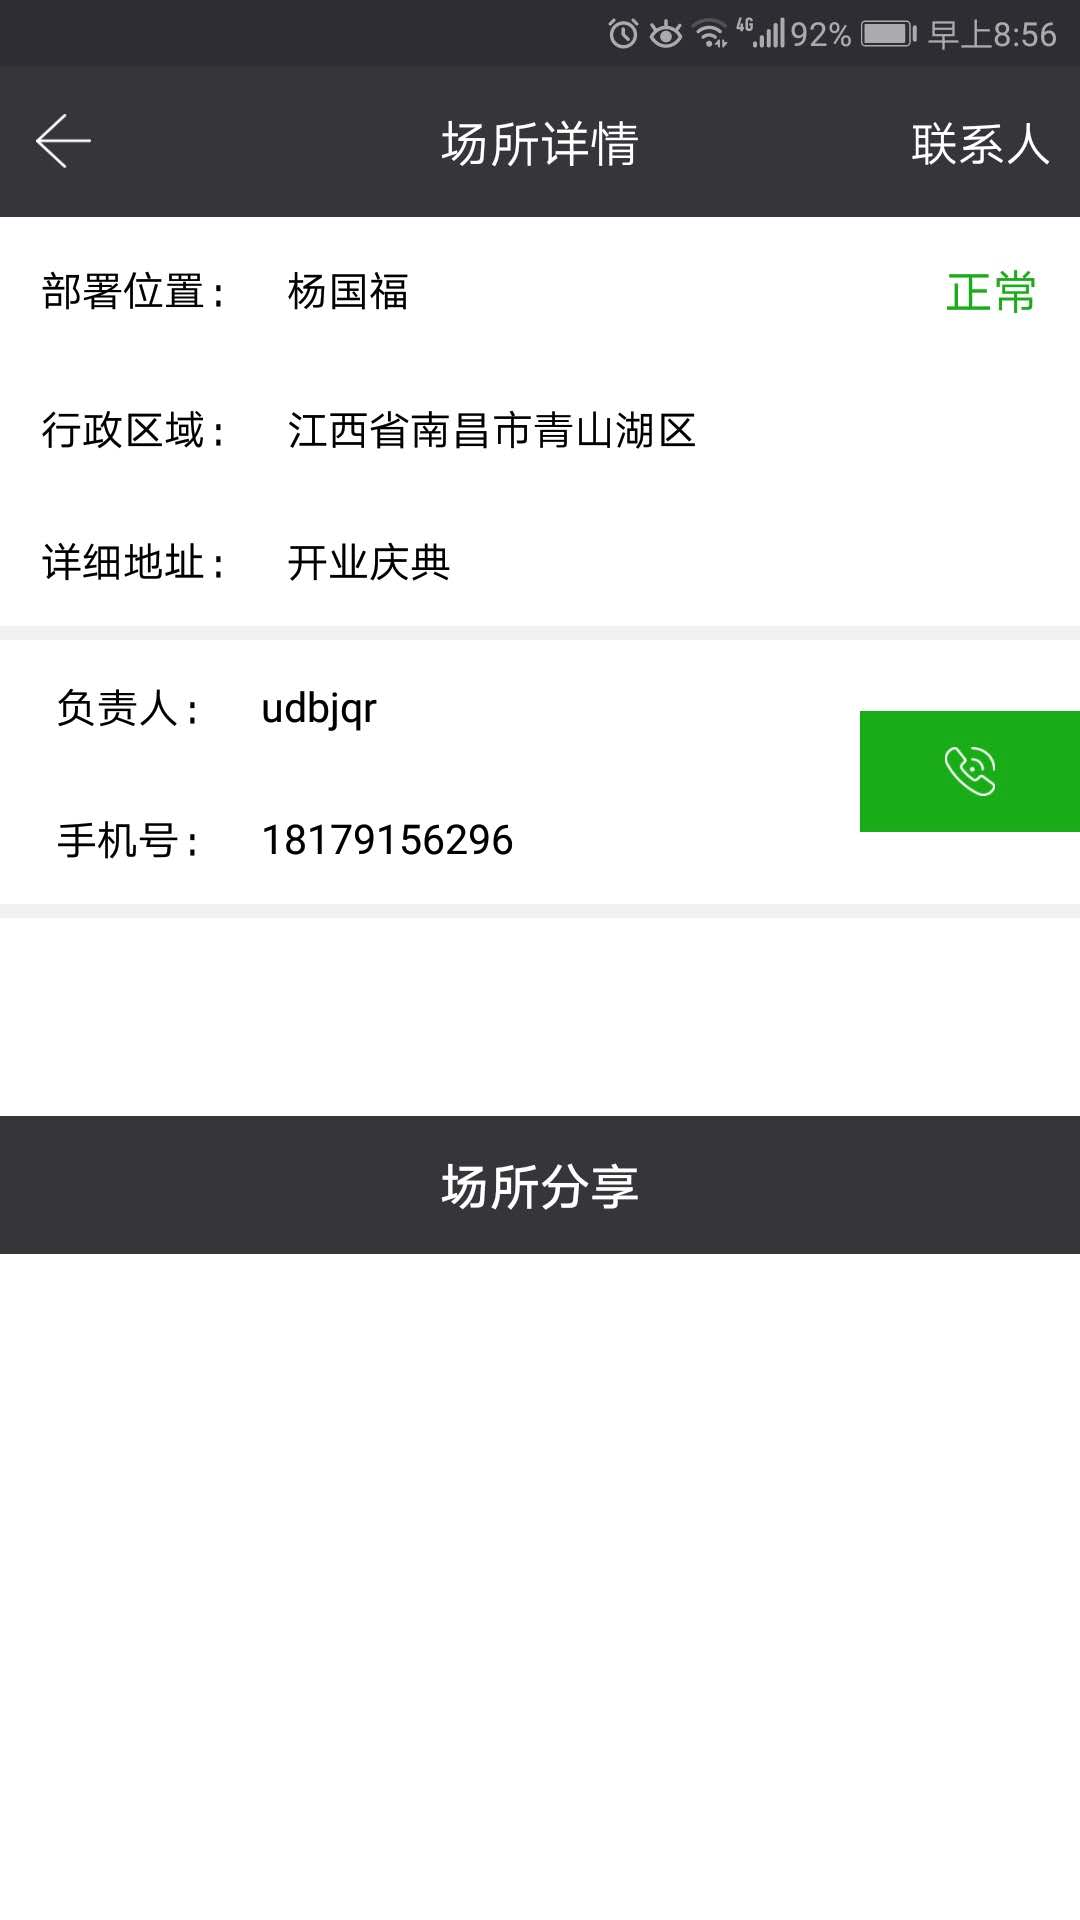 4G 92% 早上8:56
场所详情 联系人
部署位置: 杨国福 正常
行政区域: 江西省南昌市青山湖区
详细地址: 开业庆典
负责人: udbjqr
手机号: 18179156296
场所分享